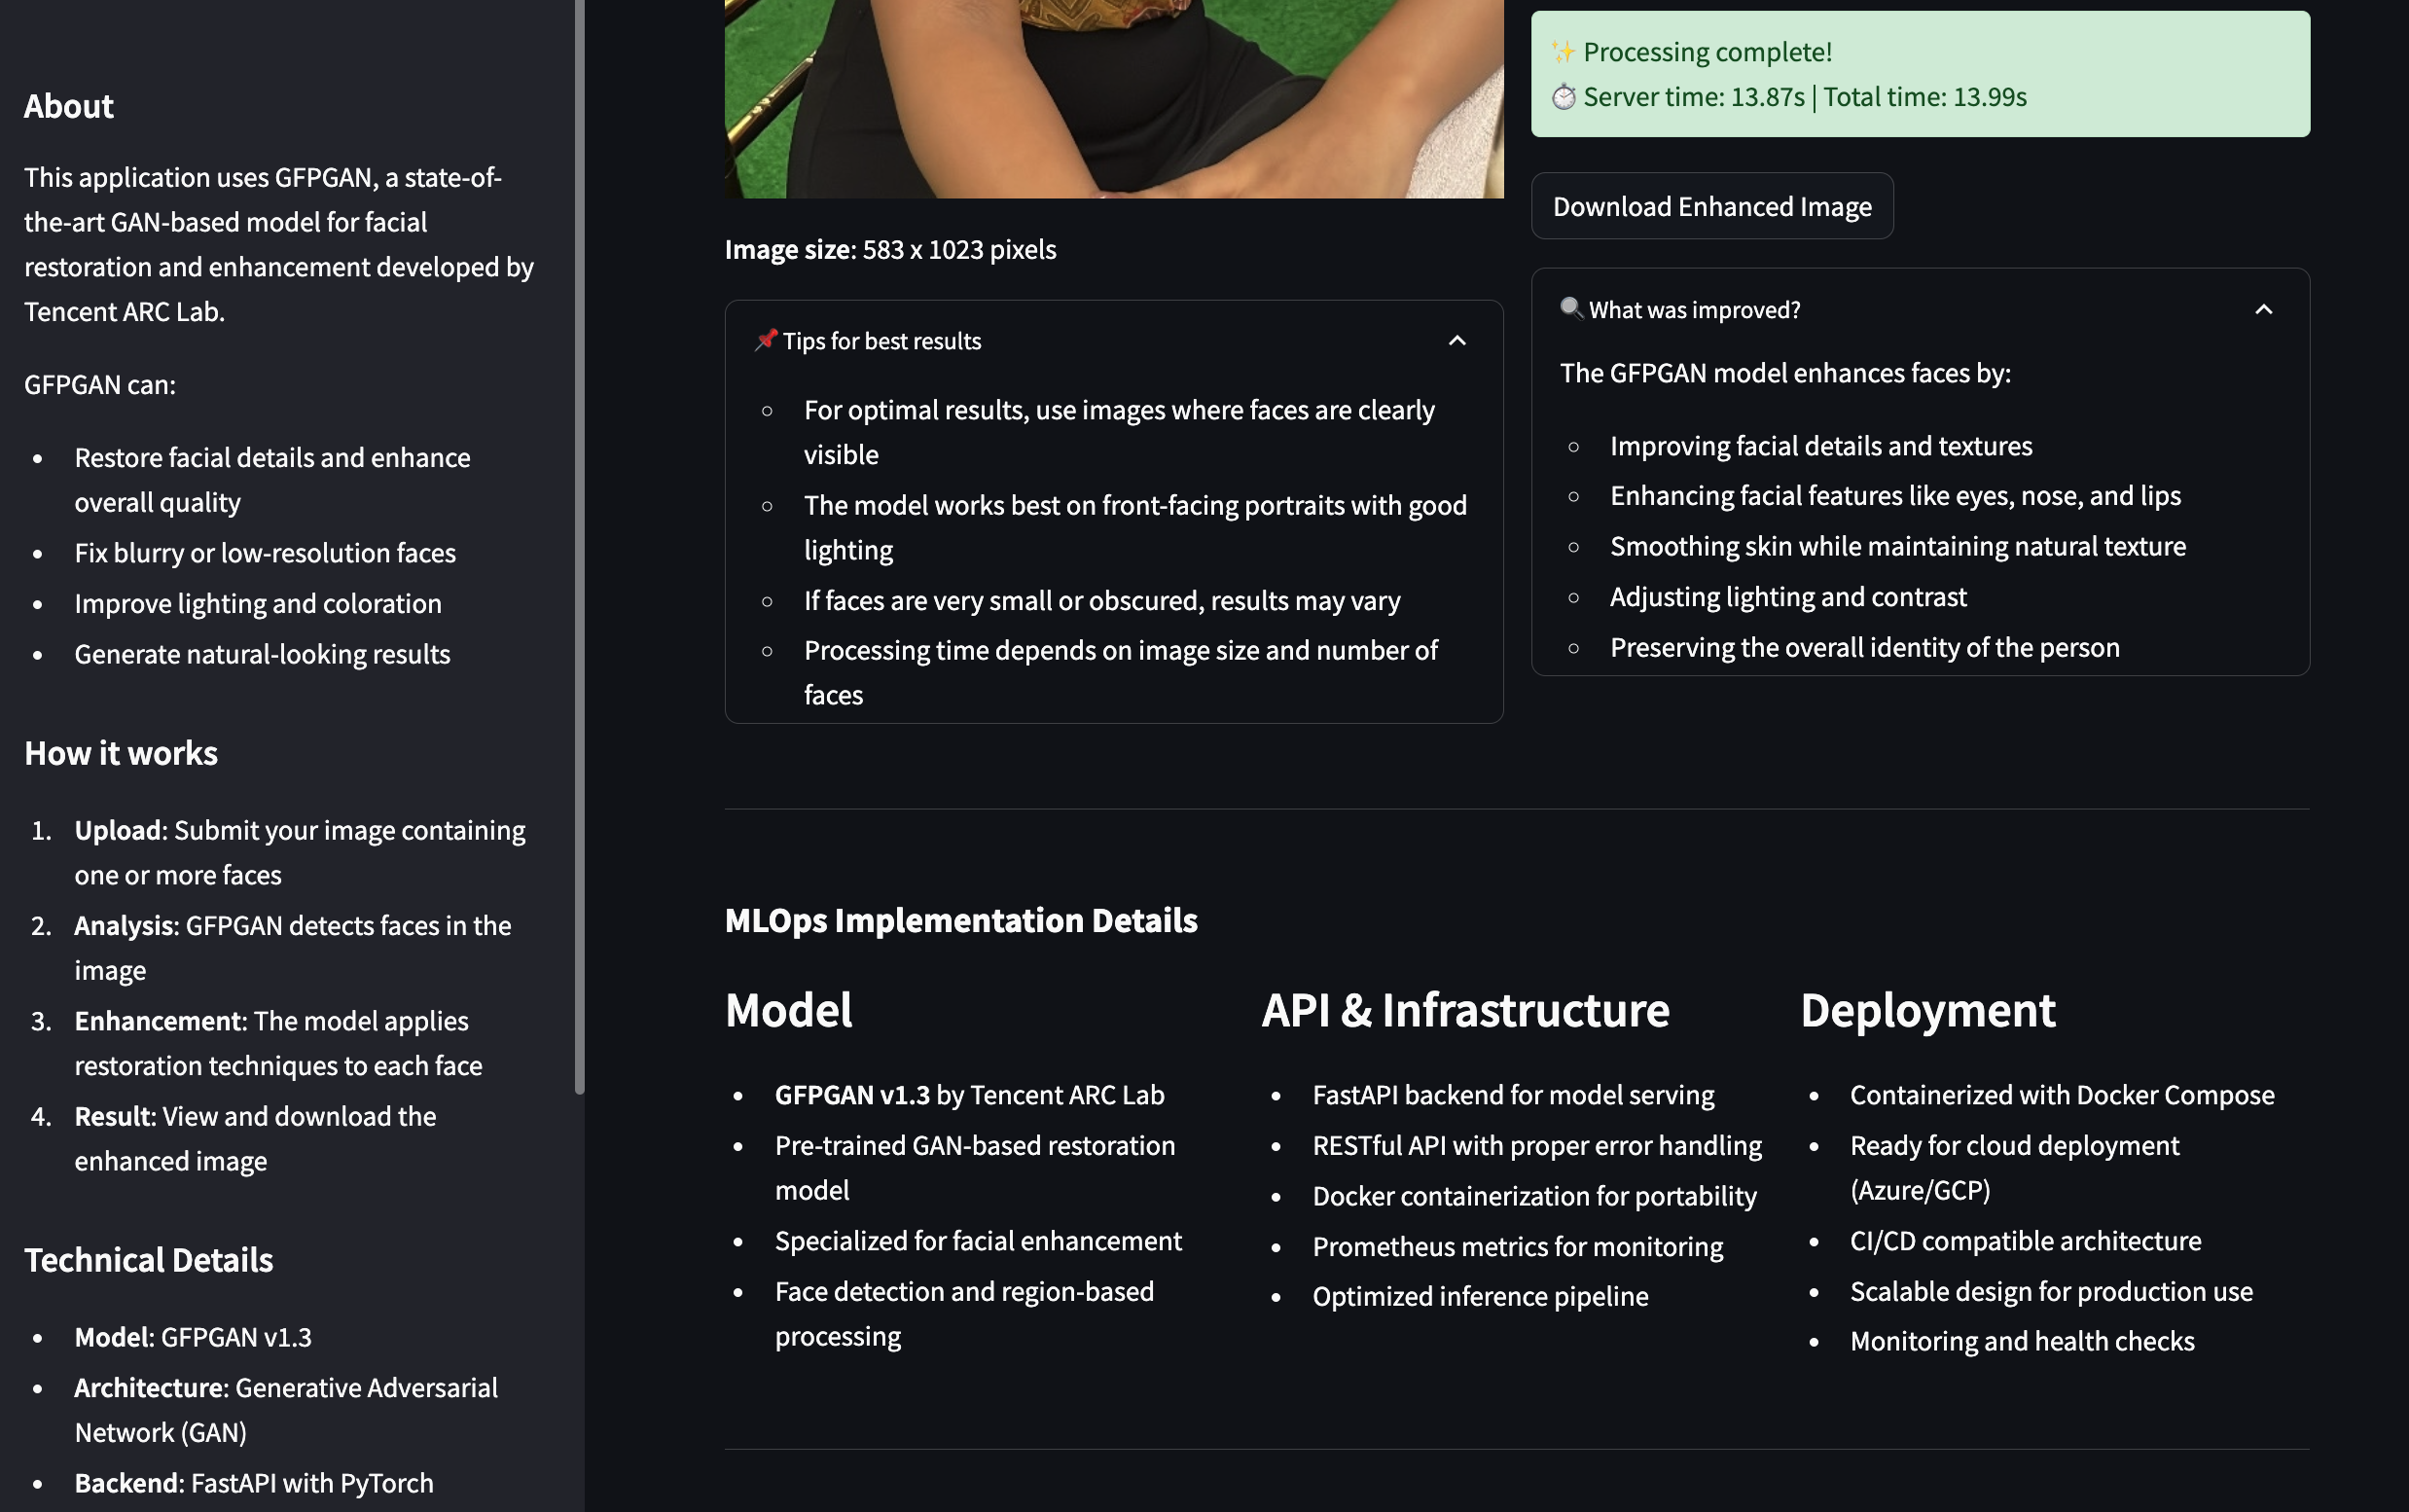 About
This application uses GFPGAN, a state-of-
the-art GAN-based model for facial
restoration and enhancement developed by
Tencent ARC Lab.
GFPGAN can:
Restore facial details and enhance
overall quality
Fix blurry or low-resolution faces
Improve lighting and coloration
Generate natural-looking results
How it works
1. Upload: Submit your image containing
one or more faces
2. Analysis: GFPGAN detects faces in the
image
3. Enhancement: The model applies
restoration techniques to each face
4. Result: View and download the
enhanced image
Technical Details
Model: GFPGAN v1.3
Architecture: Generative Adversarial
Network (GAN)
Backend: FastAPI with PyTorch
Image size: 583 x 1023 pixels
📌 Tips for best results
For optimal results, use images where faces are clearly
visible
The model works best on front-facing portraits with good
lighting
If faces are very small or obscured, results may vary
Processing time depends on image size and number of
faces
✨ Processing complete!
⏱️ Server time: 13.87s | Total time: 13.99s
Download Enhanced Image
🔍 What was improved?
The GFPGAN model enhances faces by:
Improving facial details and textures
Enhancing facial features like eyes, nose, and lips
Smoothing skin while maintaining natural texture
Adjusting lighting and contrast
Preserving the overall identity of the person
MLOps Implementation Details
Model
GFPGAN v1.3 by Tencent ARC Lab
Pre-trained GAN-based restoration
model
Specialized for facial enhancement
Face detection and region-based
processing
API & Infrastructure
FastAPI backend for model serving
RESTful API with proper error handling
Docker containerization for portability
Prometheus metrics for monitoring
Optimized inference pipeline
Deployment
Containerized with Docker Compose
Ready for cloud deployment
(Azure/GCP)
CI/CD compatible architecture
Scalable design for production use
Monitoring and health checks